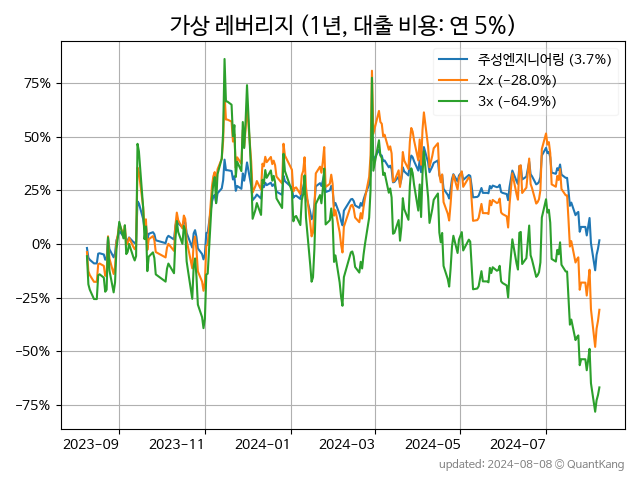 가상 레버리지 (1년, 대출 비용: 연 5%)
주성엔지니어링 (3.7%)
2x (−28.0%)
3x (−64.9%)
75%
50%
25%
0%
−25%
−50%
−75%
2023-09 2023-11 2024-01 2024-03 2024-05 2024-07
updated: 2024-08-08 © QuantKang